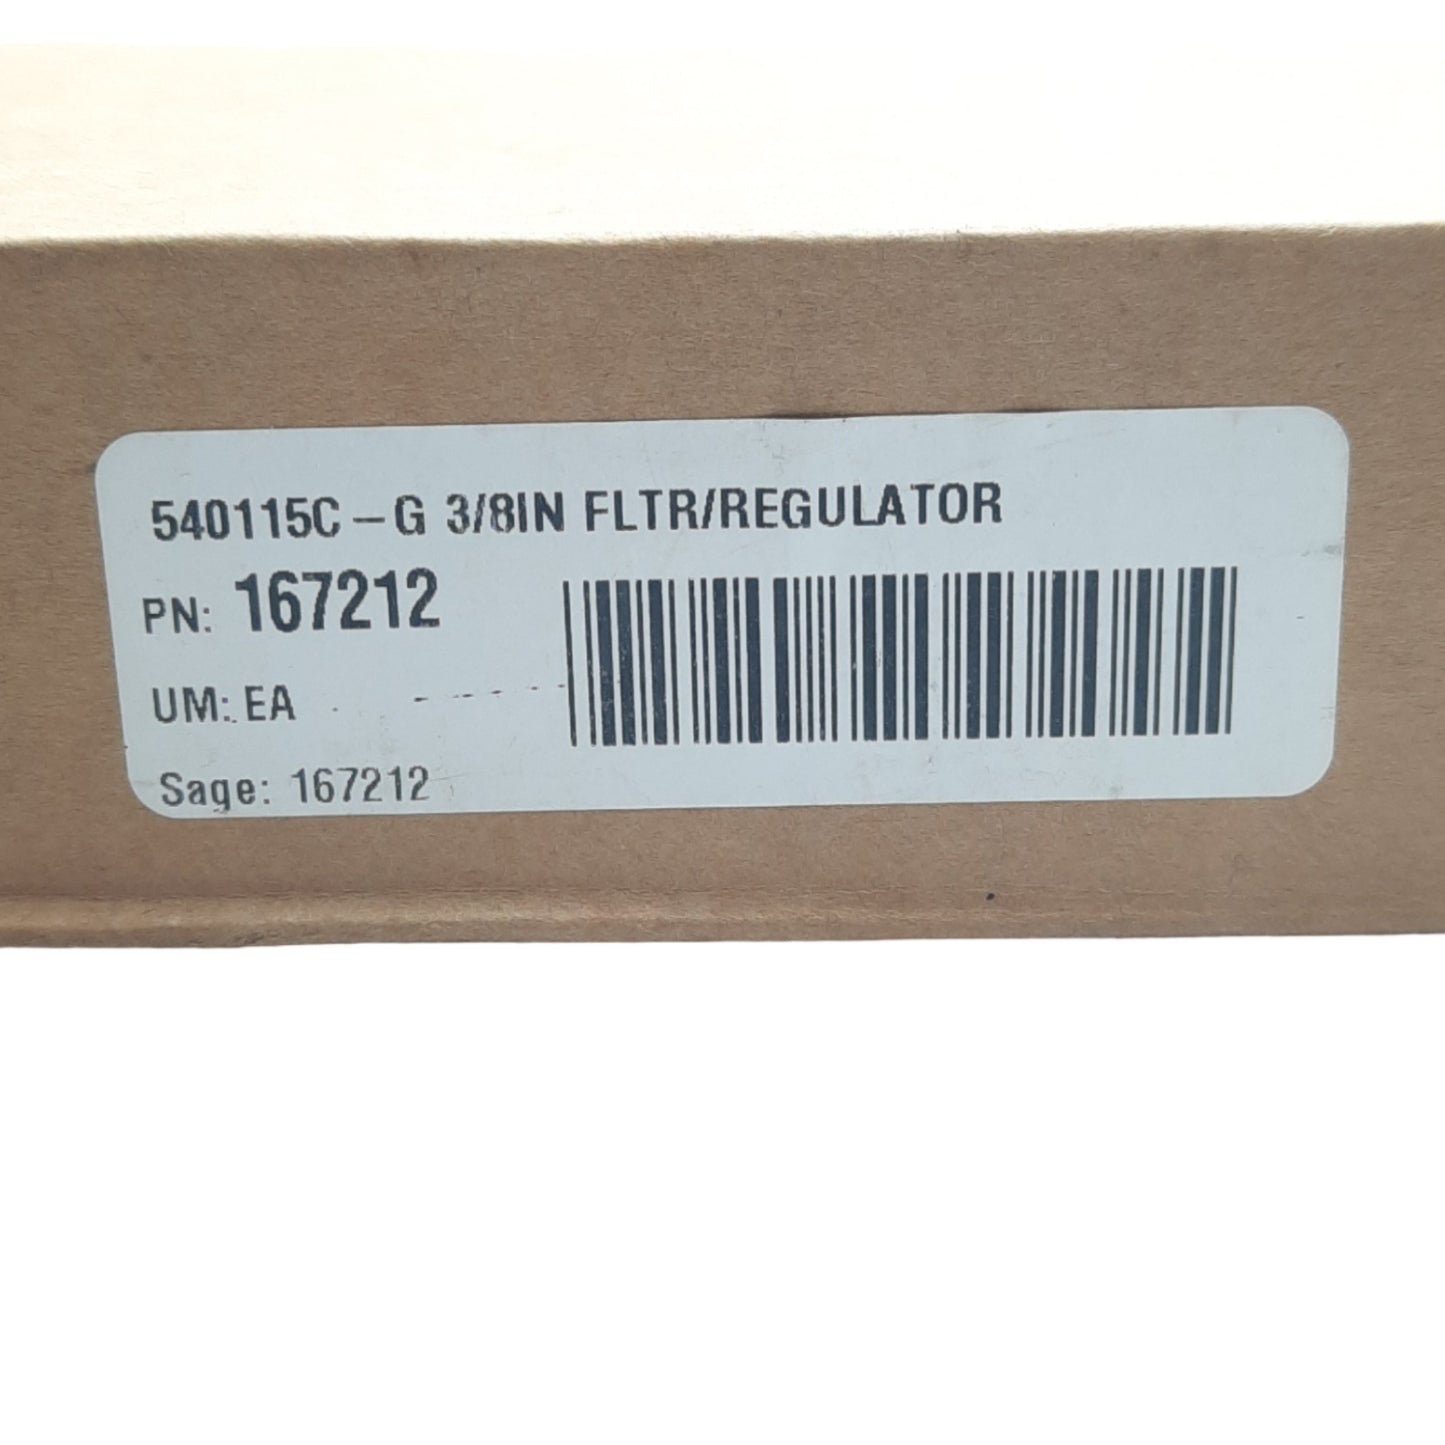 540115C-G 3/8IN FLTR/REGULATOR
PN: 167212
UM: EA
Sage: 167212